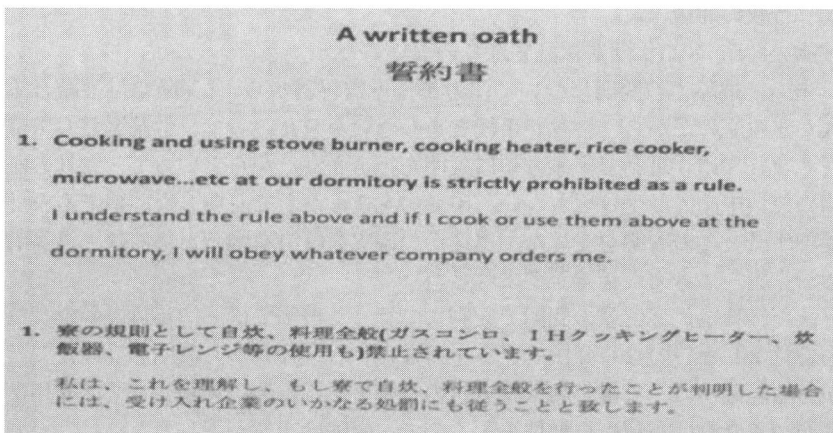 A written oath
誓約書
1. Cooking and using stove burner, cooking heater, rice cooker,
microwave...etc at our dormitory is strictly prohibited as a rule.
I understand the rule above and if I cook or use them above at the
dormitory, I will obey whatever company orders me.
1. 寮の規則として自炊、料理全般(ガスコンロ、ＩＨクッキングヒーター、炊
飯器、電子レンジ等の使用も)禁止されています。
私は、これを理解し、もし寮で自炊、料理全般を行ったことが判明した場合
には、受け入れ企業のいかなる処罰にも従うことと致します。